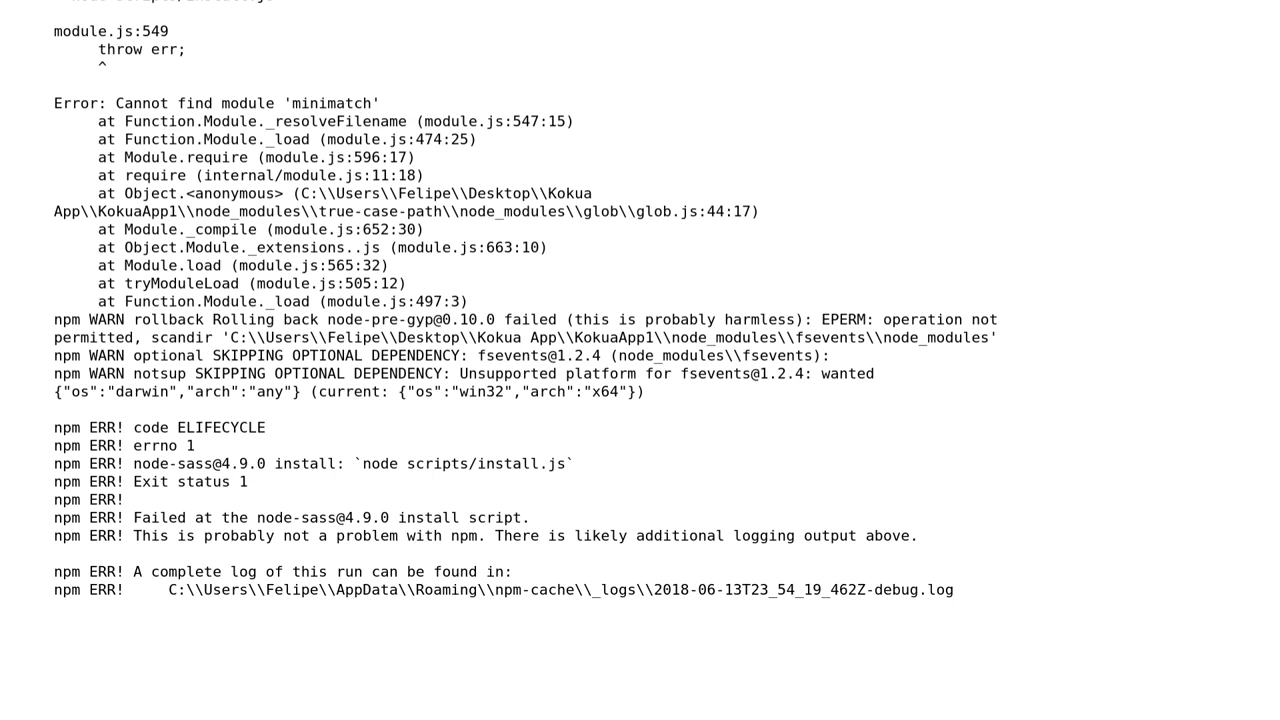 module.js:549
     throw err;
     ^
Error: Cannot find module 'minimatch'
     at Function.Module._resolveFilename (module.js:547:15)
     at Function.Module._load (module.js:474:25)
     at Module.require (module.js:596:17)
     at require (internal/module.js:11:18)
     at Object.<anonymous> (C:\\Users\\Felipe\\Desktop\\Kokua
App\\KokuaApp1\\node_modules\\true-case-path\\node_modules\\glob\\glob.js:44:17)
     at Module._compile (module.js:652:30)
     at Object.Module._extensions..js (module.js:663:10)
     at Module.load (module.js:565:32)
     at tryModuleLoad (module.js:505:12)
     at Function.Module._load (module.js:497:3)
npm WARN rollback Rolling back node-pre-gyp@0.10.0 failed (this is probably harmless): EPERM: operation not
permitted, scandir 'C:\\Users\\Felipe\\Desktop\\Kokua App\\KokuaApp1\\node_modules\\fsevents\\node_modules'
npm WARN optional SKIPPING OPTIONAL DEPENDENCY: fsevents@1.2.4 (node_modules\\fsevents):
npm WARN notsup SKIPPING OPTIONAL DEPENDENCY: Unsupported platform for fsevents@1.2.4: wanted
{"os":"darwin","arch":"any"} (current: {"os":"win32","arch":"x64"})
npm ERR! code ELIFECYCLE
npm ERR! errno 1
npm ERR! node-sass@4.9.0 install: `node scripts/install.js`
npm ERR! Exit status 1
npm ERR!
npm ERR! Failed at the node-sass@4.9.0 install script.
npm ERR! This is probably not a problem with npm. There is likely additional logging output above.
npm ERR! A complete log of this run can be found in:
npm ERR!     C:\\Users\\Felipe\\AppData\\Roaming\\npm-cache\\_logs\\2018-06-13T23_54_19_462Z-debug.log